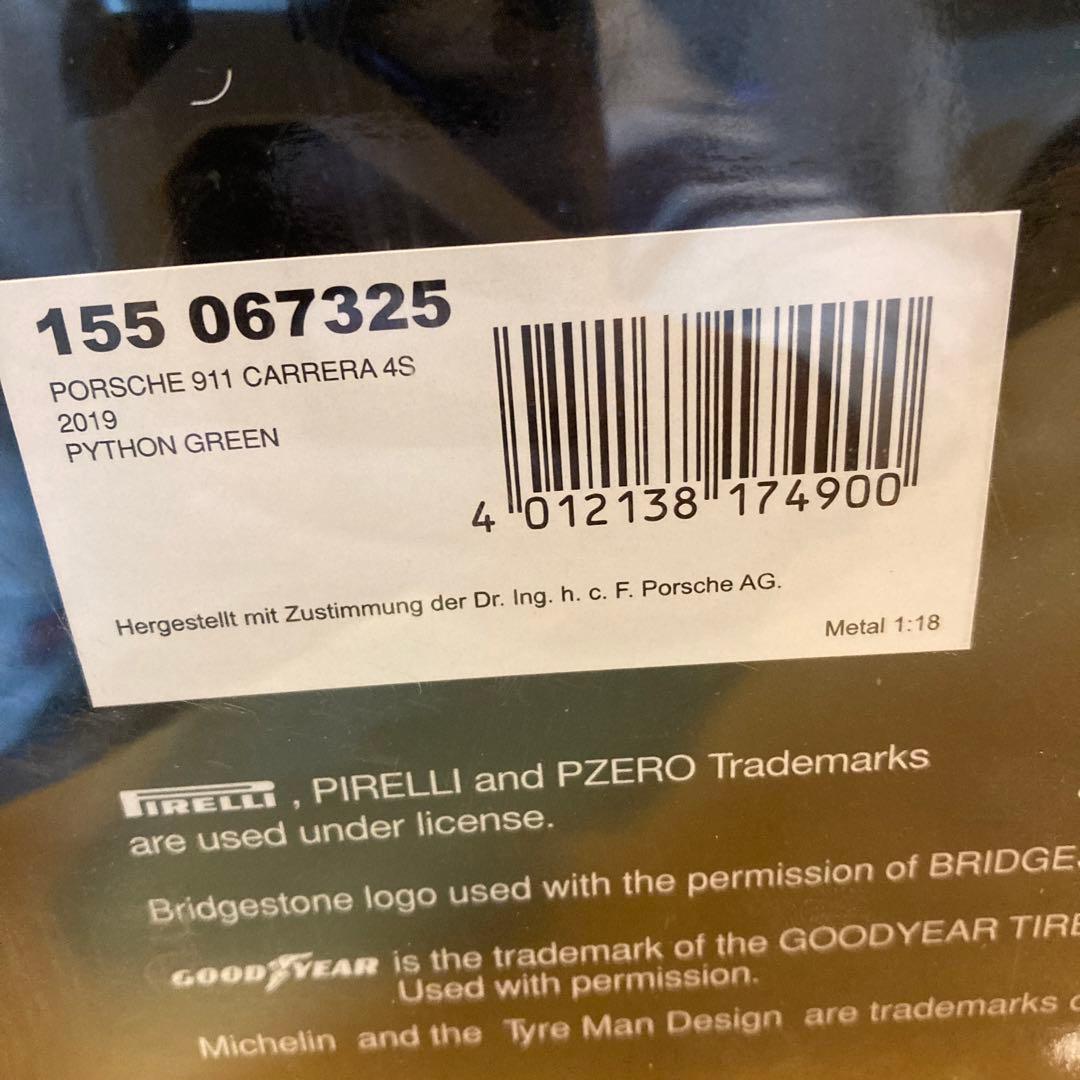 155 067325
PORSCHE 911 CARRERA 4S
2019
PYTHON GREEN
4 012138 174900
Hergestellt mit Zustimmung der Dr. Ing. h. c. F. Porsche AG.
Metal 1:18
PIRELLI , PIRELLI and PZERO Trademarks
are used under license.
Bridgestone logo used with the permission of BRIDGES
GOODYEAR is the trademark of the GOODYEAR TIRE
Used with permission.
Michelin and the Tyre Man Design are trademarks